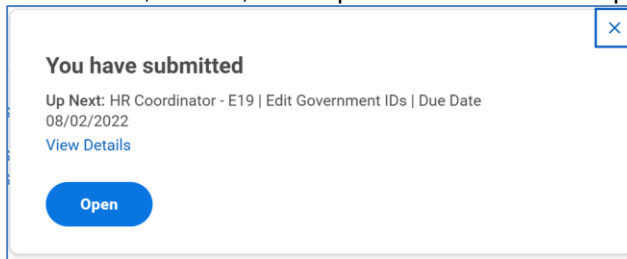 You have submitted
Up Next: HR Coordinator - E19 | Edit Government IDs | Due Date
08/02/2022
View Details
Open